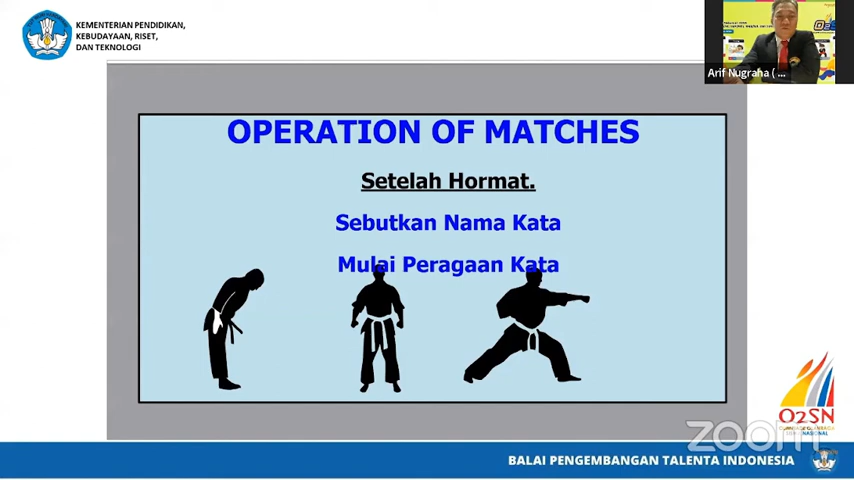 KEMENTERIAN PENDIDIKAN,
KEBUDAYAAN, RISET,
DAN TEKNOLOGI
Arif Nugraha ( ...
OPERATION OF MATCHES
Setelah Hormat.
Sebutkan Nama Kata
Mulai Peragaan Kata
O2SN
zoom
BALAI PENGEMBANGAN TALENTA INDONESIA